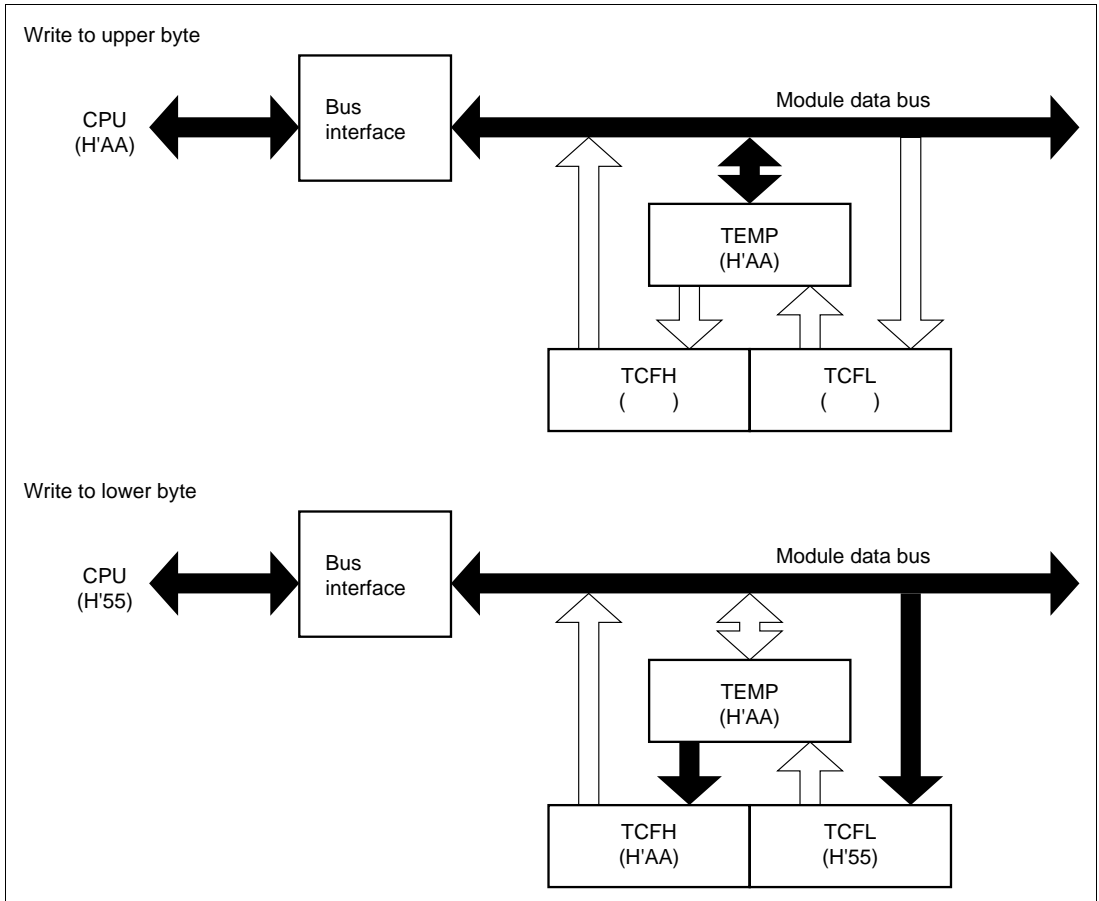 Write to upper byte
CPU
(H'AA)
Bus
interface
Module data bus
TEMP
(H'AA)
TCFH
(     )
TCFL
(     )
Write to lower byte
CPU
(H'55)
Bus
interface
Module data bus
TEMP
(H'AA)
TCFH
(H'AA)
TCFL
(H'55)